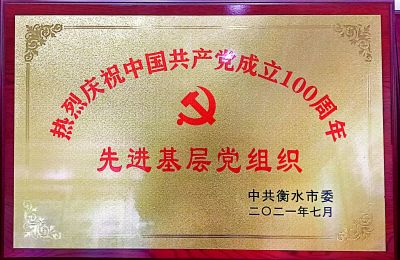 热烈庆祝中国共产党成立100周年
先进基层党组织
中共衡水市委
二〇二一年七月